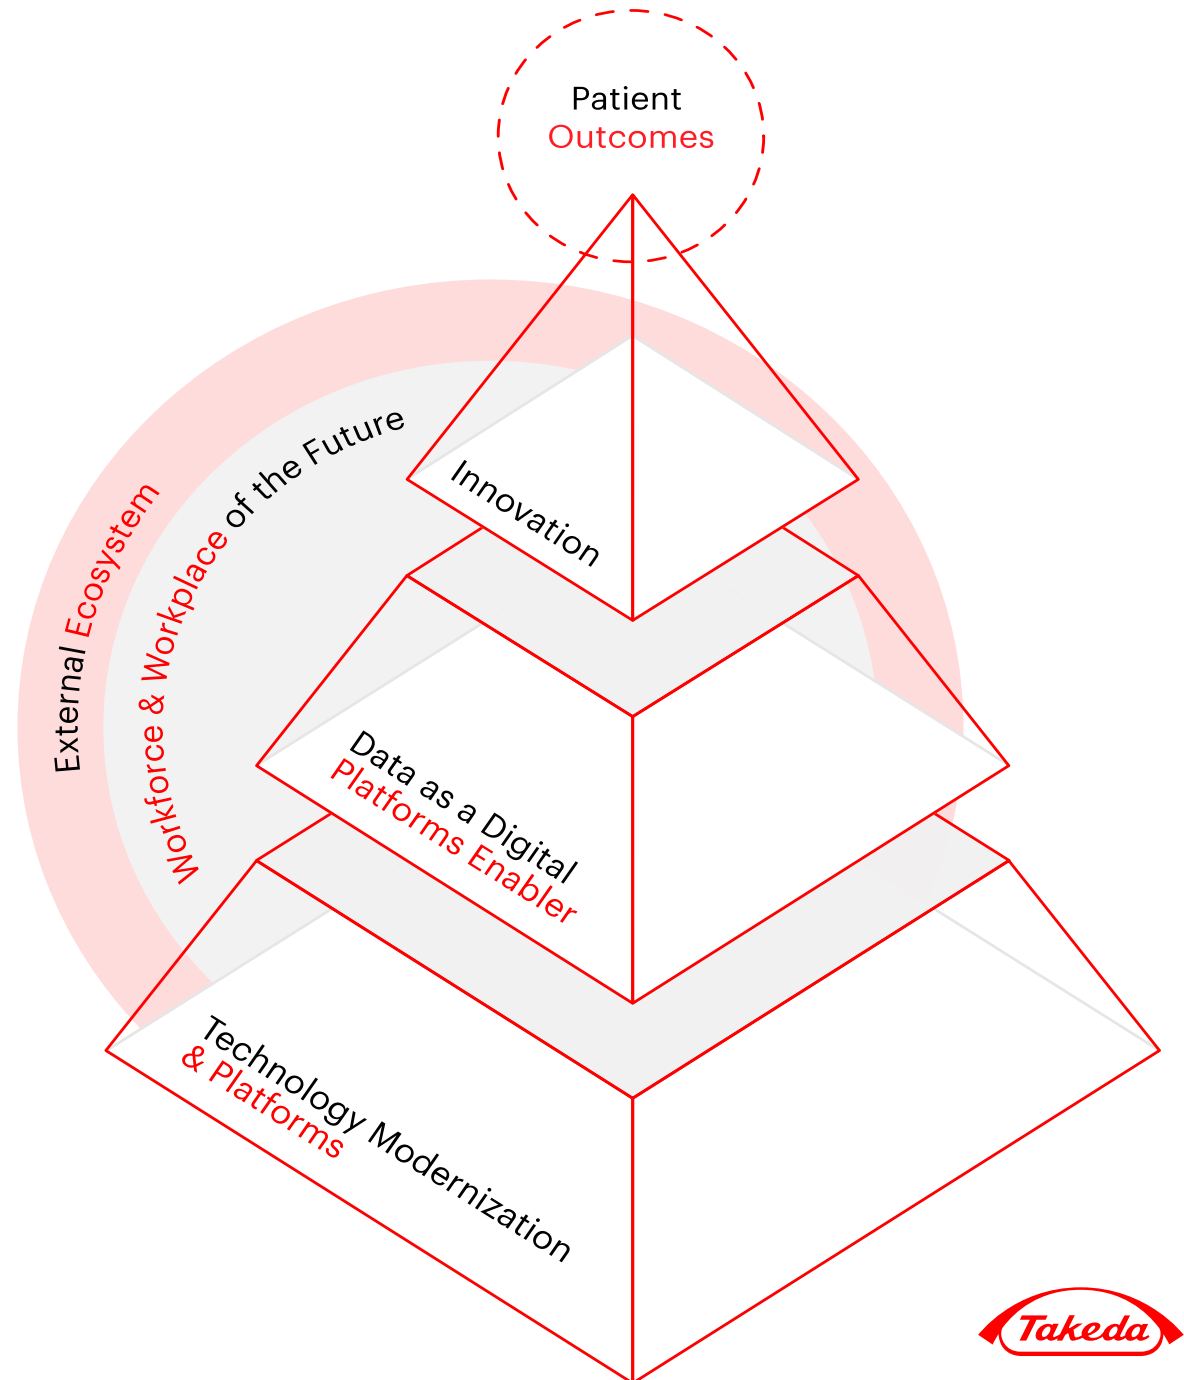 Patient
Outcomes
External Ecosystem
Workforce & Workplace of the Future
Innovation
Data as a Digital
Platforms Enabler
Technology Modernization
& Platforms
Takeda